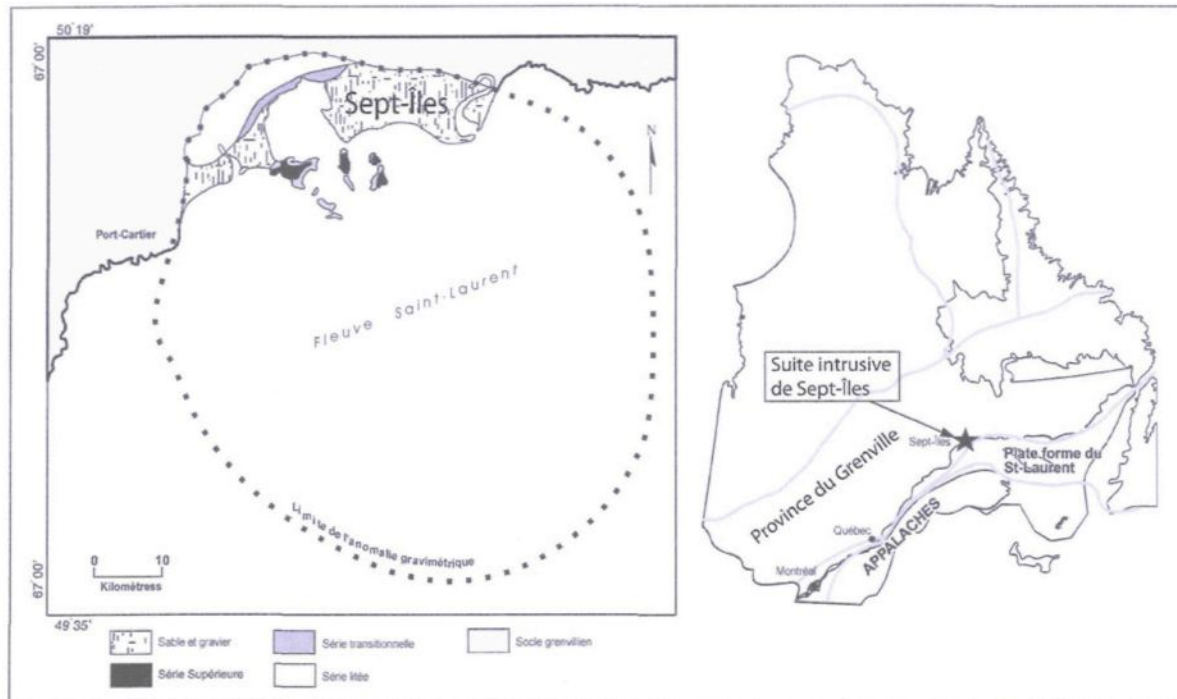 50°19'
67°00'
Sept-Îles
N
Port-Cartier
Fleuve Saint-Laurent
Limite de l'anomalie gravimétrique
0 10
Kilomètress
67°00'
49°35'
Sable et gravier
Série transitionnelle
Socle grenvillien
Série Supérieure
Série litée
Suite intrusive
de Sept-Îles
Sept-Îles
Plate forme du
St-Laurent
Province du Grenville
Québec
APPALACHES
Montréal